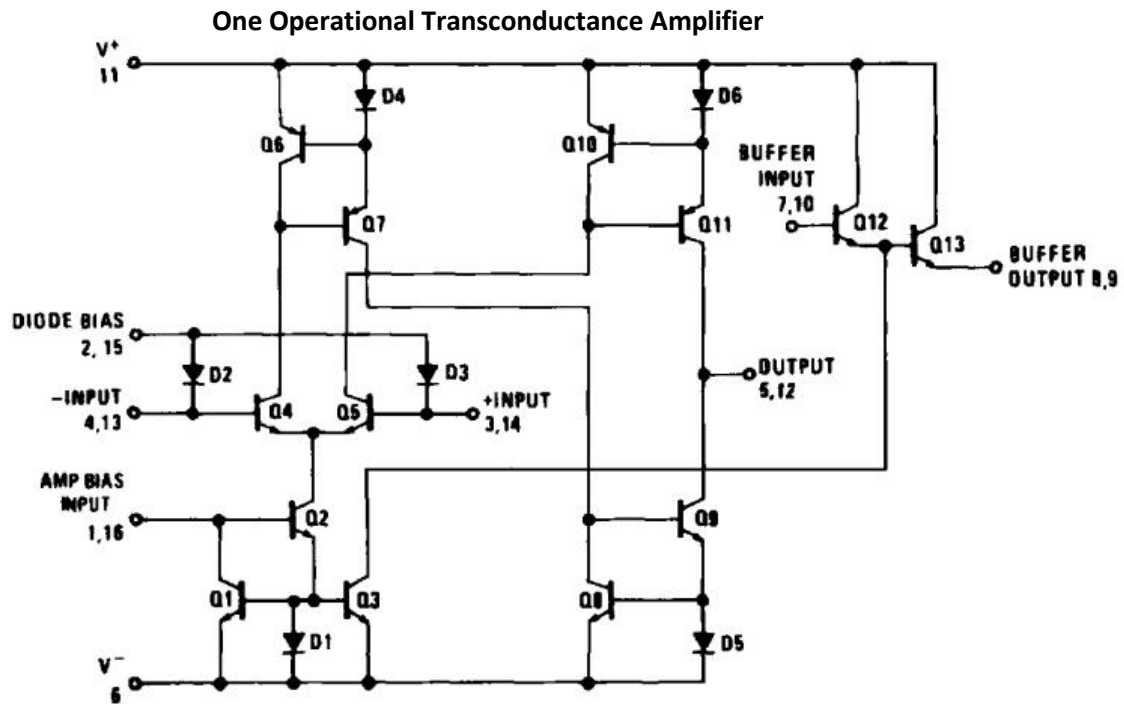 One Operational Transconductance Amplifier
V+
11
D4
D6
Q6
Q10
BUFFER
INPUT
7,10
Q7
Q11
Q12
Q13
BUFFER
OUTPUT 8,9
DIODE BIAS
2, 15
D2
D3
OUTPUT
5,12
-INPUT
4,13
Q4
Q5
+INPUT
3,14
AMP BIAS
INPUT
1,16
Q2
Q9
Q1
Q3
Q8
D1
D5
V-
6